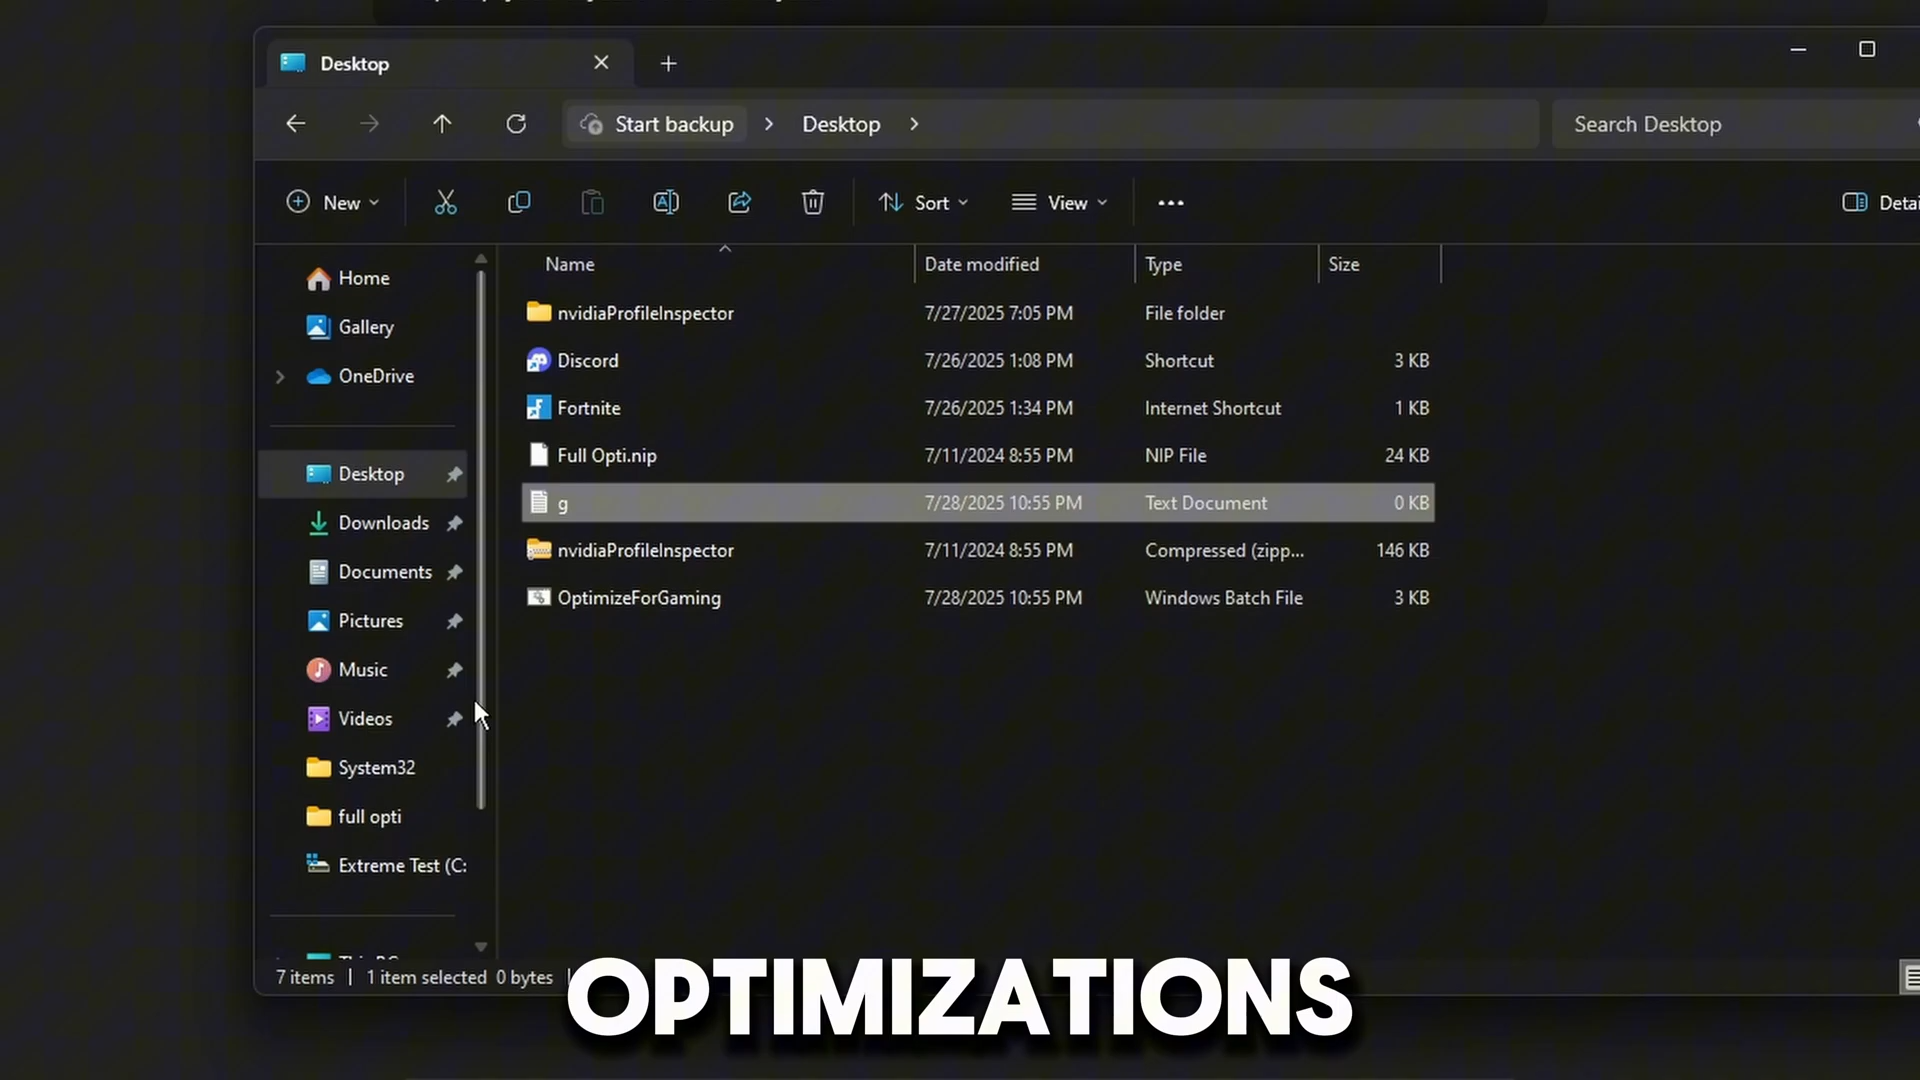 Desktop
Start backup
Desktop
Search Desktop
New
Sort
View
Name
Date modified
Type
Size
Home
Gallery
OneDrive
Desktop
Downloads
Documents
Pictures
Music
Videos
System32
full opti
Extreme Test (C:
nvidiaProfileInspector 7/27/2025 7:05 PM File folder
Discord 7/26/2025 1:08 PM Shortcut 3 KB
Fortnite 7/26/2025 1:34 PM Internet Shortcut 1 KB
Full Opti.nip 7/11/2024 8:55 PM NIP File 24 KB
g 7/28/2025 10:55 PM Text Document 0 KB
nvidiaProfileInspector 7/11/2024 8:55 PM Compressed (zipp... 146 KB
OptimizeForGaming 7/28/2025 10:55 PM Windows Batch File 3 KB
7 items | 1 item selected 0 bytes |
OPTIMIZATIONS